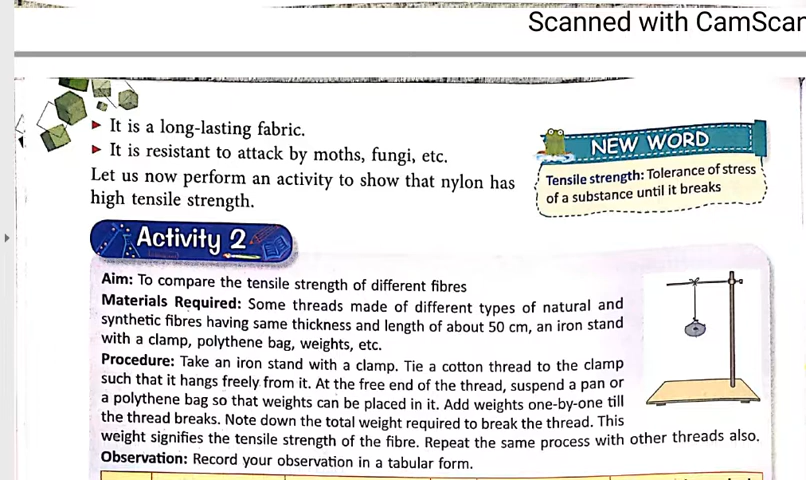 Scanned with CamScar
It is a long-lasting fabric.
It is resistant to attack by moths, fungi, etc.
Let us now perform an activity to show that nylon has
high tensile strength.
NEW WORD
Tensile strength: Tolerance of stress
of a substance until it breaks
Activity 2
Aim: To compare the tensile strength of different fibres
Materials Required: Some threads made of different types of natural and
synthetic fibres having same thickness and length of about 50 cm, an iron stand
with a clamp, polythene bag, weights, etc.
Procedure: Take an iron stand with a clamp. Tie a cotton thread to the clamp
such that it hangs freely from it. At the free end of the thread, suspend a pan or
a polythene bag so that weights can be placed in it. Add weights one-by-one till
the thread breaks. Note down the total weight required to break the thread. This
weight signifies the tensile strength of the fibre. Repeat the same process with other threads also.
Observation: Record your observation in a tabular form.